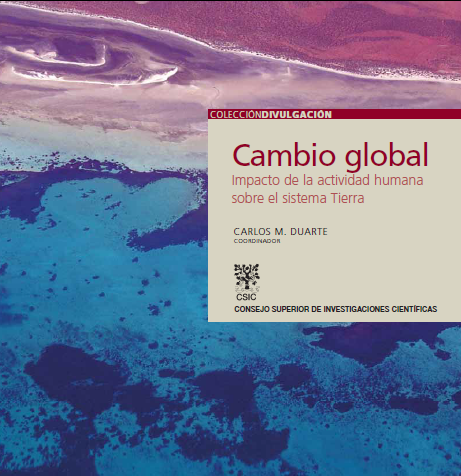 COLECCIÓNDIVULGACIÓN
Cambio global
Impacto de la actividad humana
sobre el sistema Tierra
CARLOS M. DUARTE
COORDINADOR
CSIC
CONSEJO SUPERIOR DE INVESTIGACIONES CIENTÍFICAS